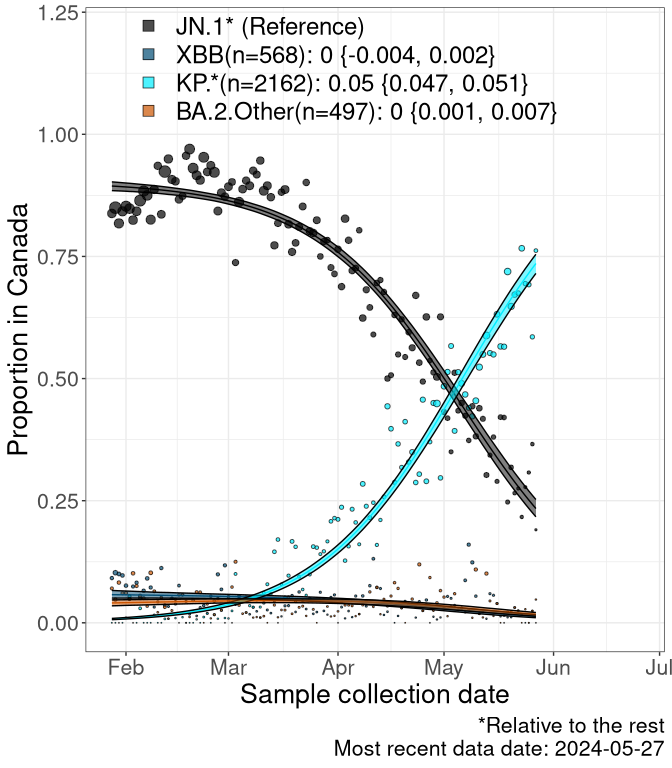 1.25
JN.1* (Reference)
XBB(n=568): 0 {-0.004, 0.002}
KP.*(n=2162): 0.05 {0.047, 0.051}
BA.2.Other(n=497): 0 {0.001, 0.007}
1.00
0.75
0.50
0.25
0.00
Proportion in Canada
Feb Mar Apr May Jun Jul
Sample collection date
*Relative to the rest
Most recent data date: 2024-05-27